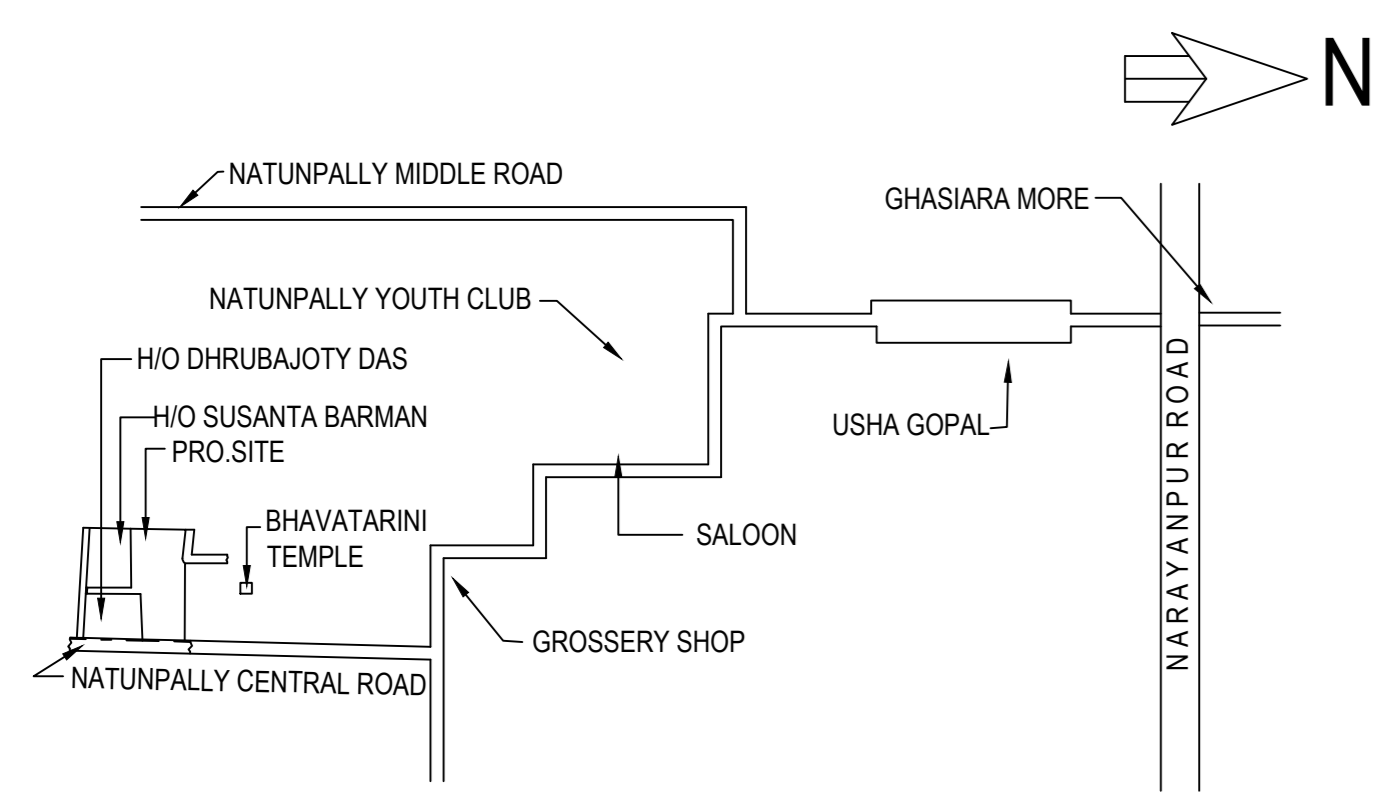 N
NATUNPALLY MIDDLE ROAD
GHASIARA MORE
NATUNPALLY YOUTH CLUB
H/O DHRUBAJOTY DAS
H/O SUSANTA BARMAN
PRO.SITE
USHA GOPAL
NARAYANPUR ROAD
BHAVATARINI
TEMPLE
SALOON
GROSSERY SHOP
NATUNPALLY CENTRAL ROAD